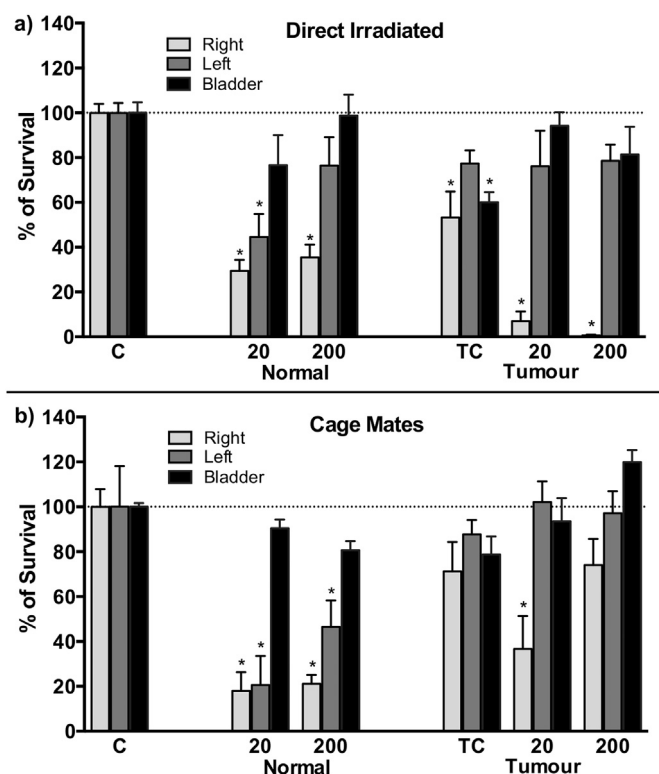 a)
Direct Irradiated
Right
Left
Bladder
% of Survival
140
120
100
80
60
40
20
0
* * * * * * *
C 20 200 TC 20 200
Normal Tumour
b)
Cage Mates
Right
Left
Bladder
% of Survival
140
120
100
80
60
40
20
0
* * * * *
C 20 200 TC 20 200
Normal Tumour